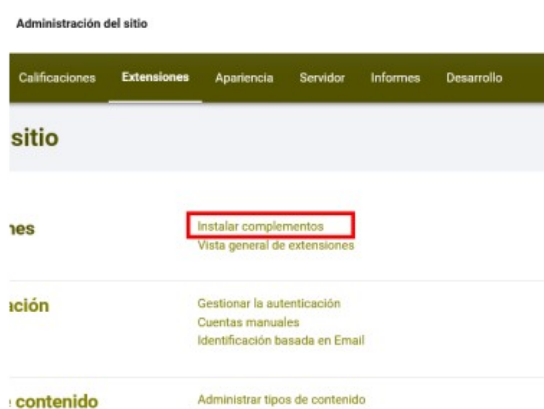 Administración del sitio
Calificaciones Extensiones Apariencia Servidor Informes Desarrollo
sitio
nes Instalar complementos
Vista general de extensiones
ación Gestionar la autenticación
Cuentas manuales
Identificación basada en Email
contenido Administrar tipos de contenido